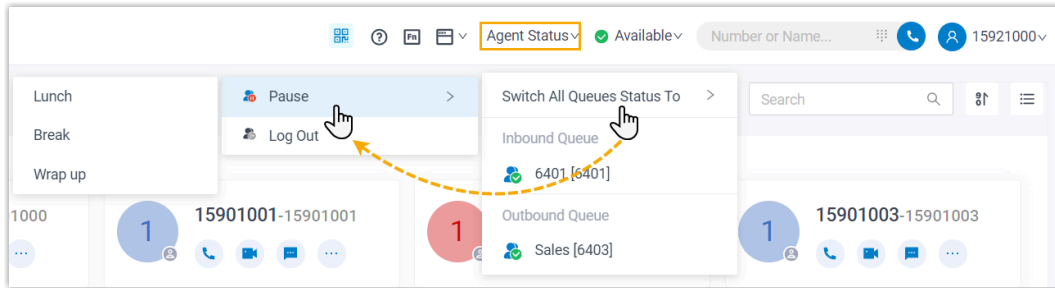 Fn
Agent Status
Available
Number or Name...
15921000
Lunch
Break
Wrap up
Pause
Log Out
Switch All Queues Status To
Inbound Queue
6401 [6401]
Outbound Queue
Sales [6403]
Search
1000
1
15901001-15901001
1
1
15901003-15901003